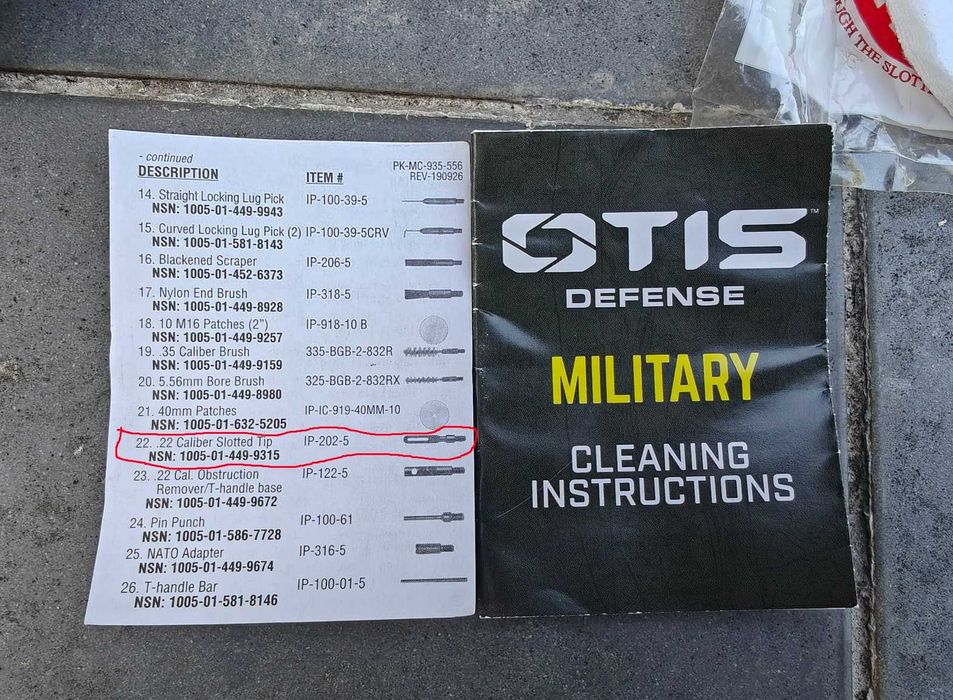 - continued
DESCRIPTION ITEM # PK-MC-935-556
REV-190926
14. Straight Locking Lug Pick IP-100-39-5
NSN: 1005-01-449-9943
15. Curved Locking Lug Pick (2) IP-100-39-5CRV
NSN: 1005-01-581-8143
16. Blackened Scraper IP-206-5
NSN: 1005-01-452-6373
17. Nylon End Brush IP-318-5
NSN: 1005-01-449-8928
18. 10 M16 Patches (2") IP-918-10 B
NSN: 1005-01-449-9257
19. .35 Caliber Brush 335-BGB-2-832R
NSN: 1005-01-449-9159
20. 5.56mm Bore Brush 325-BGB-2-832RX
NSN: 1005-01-449-8980
21. 40mm Patches IP-IC-919-40MM-10
NSN: 1005-01-632-5205
22. .22 Caliber Slotted Tip IP-202-5
NSN: 1005-01-449-9315
23. .22 Cal. Obstruction IP-122-5
Remover/T-handle base
NSN: 1005-01-449-9672
24. Pin Punch IP-100-61
NSN: 1005-01-586-7728
25. NATO Adapter IP-316-5
NSN: 1005-01-449-9674
26. T-handle Bar IP-100-01-5
NSN: 1005-01-581-8146
OTIS™
DEFENSE
MILITARY
CLEANING
INSTRUCTIONS
THE SLOT